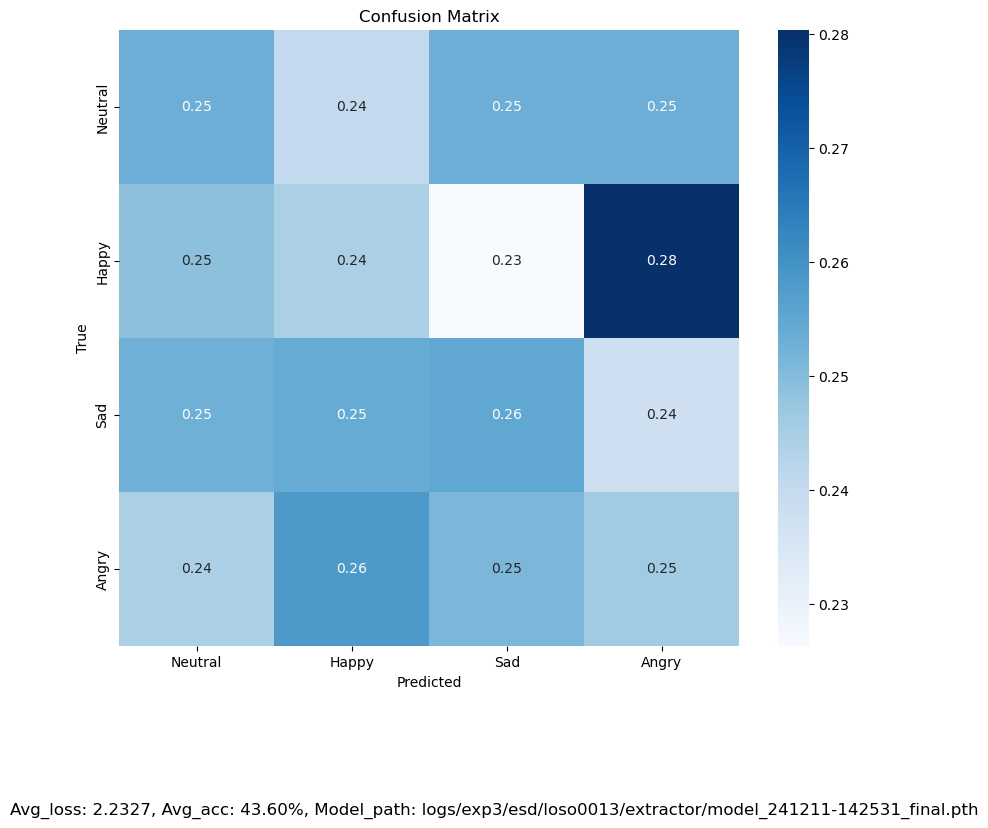 Confusion Matrix
Neutral 0.25 0.24 0.25 0.25
Happy 0.25 0.24 0.23 0.28
Sad 0.25 0.25 0.26 0.24
Angry 0.24 0.26 0.25 0.25
True
Neutral Happy Sad Angry
Predicted
0.28
0.27
0.26
0.25
0.24
0.23
Avg_loss: 2.2327, Avg_acc: 43.60%, Model_path: logs/exp3/esd/loso0013/extractor/model_241211-142531_final.pth